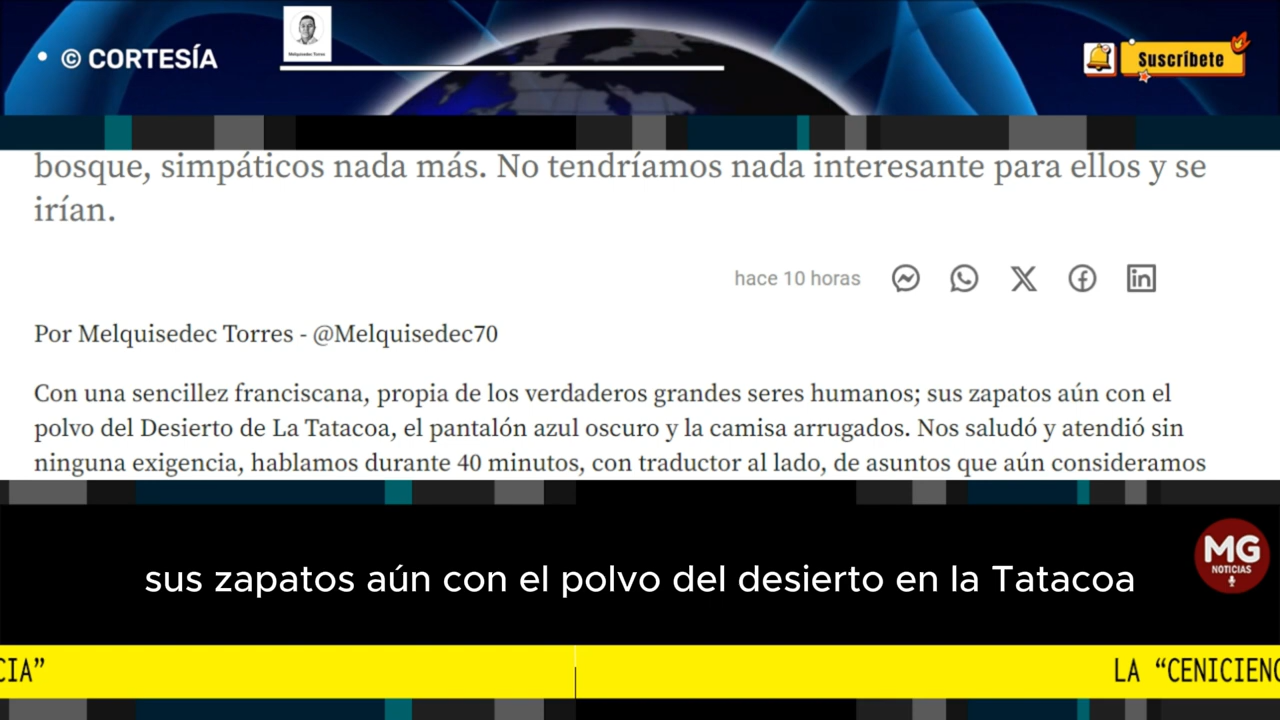 © CORTESÍA
Melquisedec Torres
Suscríbete
bosque, simpáticos nada más. No tendríamos nada interesante para ellos y se
irían.
hace 10 horas
Por Melquisedec Torres - @Melquisedec70
Con una sencillez franciscana, propia de los verdaderos grandes seres humanos; sus zapatos aún con el
polvo del Desierto de La Tatacoa, el pantalón azul oscuro y la camisa arrugados. Nos saludó y atendió sin
ninguna exigencia, hablamos durante 40 minutos, con traductor al lado, de asuntos que aún consideramos
MG
NOTICIAS
sus zapatos aún con el polvo del desierto en la Tatacoa
CIA” LA “CENICIENC